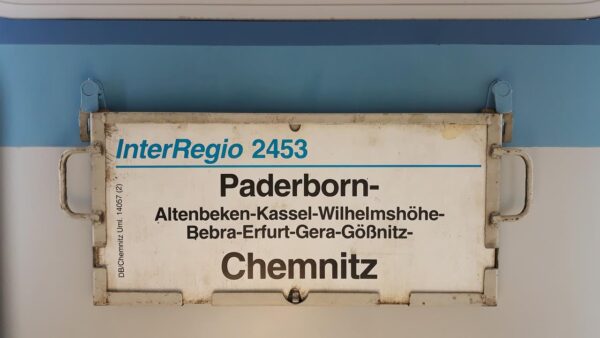 InterRegio 2453
Paderborn-
Altenbeken-Kassel-Wilhelmshöhe-
Bebra-Erfurt-Gera-Gößnitz-
Chemnitz
DB/Chemnitz Uml. 14057 (2)